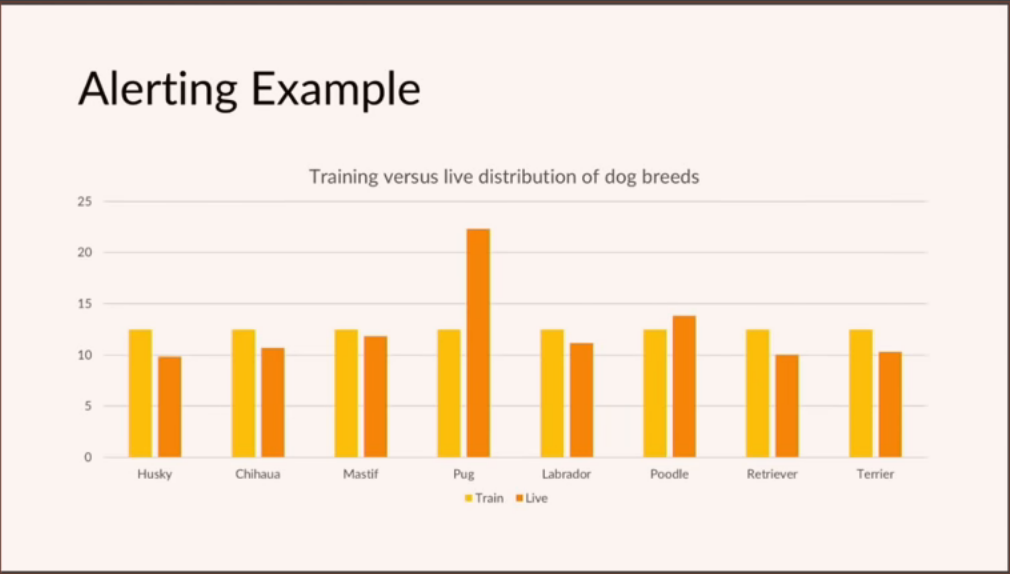 Alerting Example
Training versus live distribution of dog breeds
25
20
15
10
5
0
Husky Chihaua Mastif Pug Labrador Poodle Retriever Terrier
Train Live